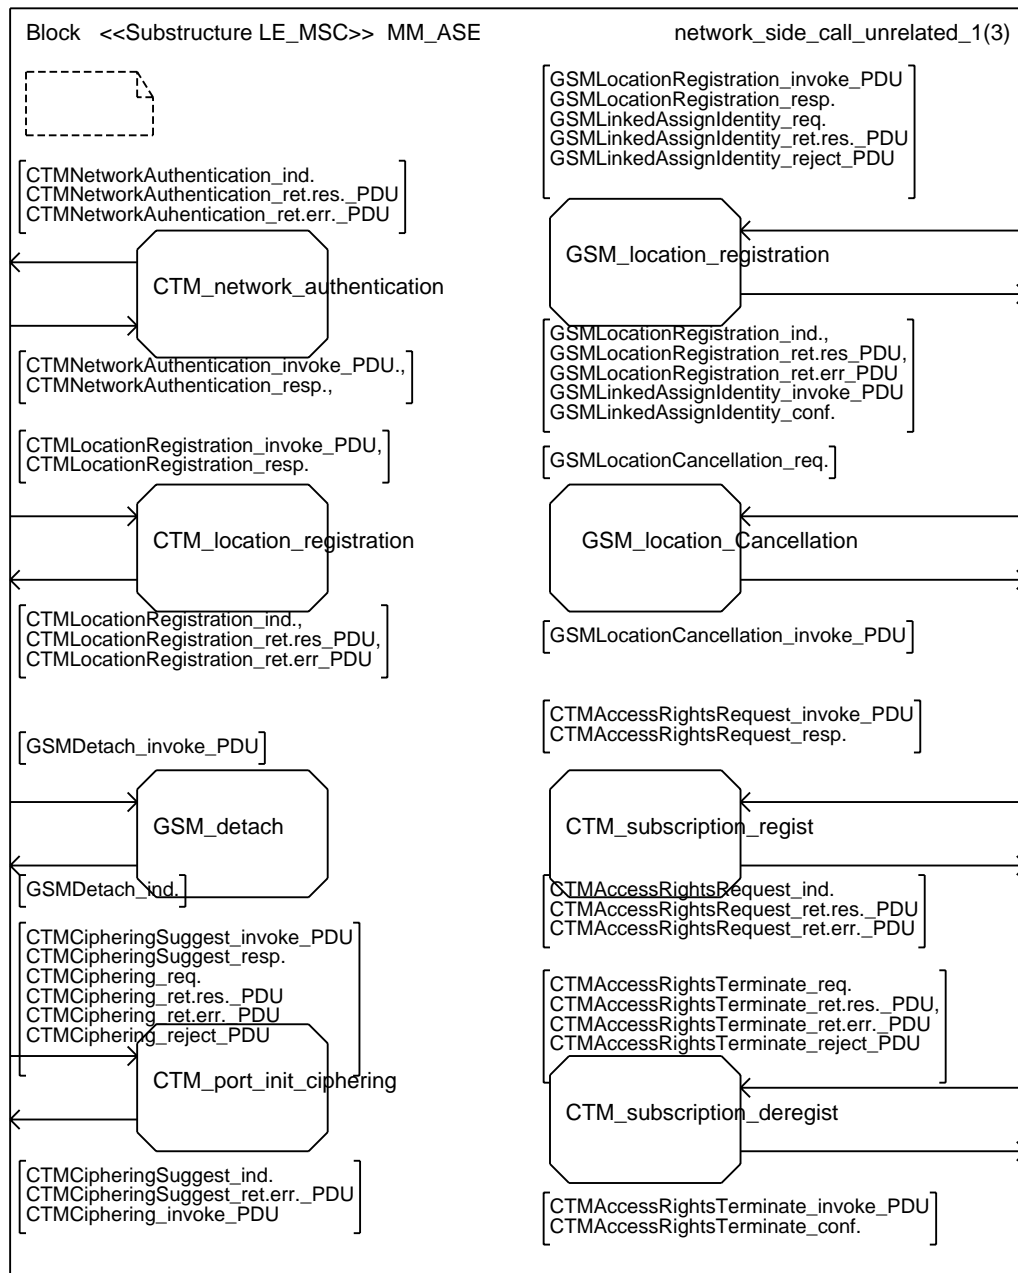 Block <<Substructure LE_MSC>> MM_ASE
network_side_call_unrelated_1(3)
CTMNetworkAuthentication_ind.
CTMNetworkAuthentication_ret.res._PDU
CTMNetworkAuhentication_ret.err._PDU
CTM_network_authentication
CTMNetworkAuthentication_invoke_PDU.,
CTMNetworkAuthentication_resp.,
CTMLocationRegistration_invoke_PDU,
CTMLocationRegistration_resp.
CTM_location_registration
CTMLocationRegistration_ind.,
CTMLocationRegistration_ret.res_PDU,
CTMLocationRegistration_ret.err_PDU
GSMDetach_invoke_PDU
GSM_detach
GSMDetach_ind.
CTMCipheringSuggest_invoke_PDU
CTMCipheringSuggest_resp.
CTMCiphering_req.
CTMCiphering_ret.res._PDU
CTMCiphering_ret.err._PDU
CTMCiphering_reject_PDU
CTM_port_init_ciphering
CTMCipheringSuggest_ind.
CTMCipheringSuggest_ret.err._PDU
CTMCiphering_invoke_PDU
GSMLocationRegistration_invoke_PDU
GSMLocationRegistration_resp.
GSMLinkedAssignIdentity_req.
GSMLinkedAssignIdentity_ret.res._PDU
GSMLinkedAssignIdentity_reject_PDU
GSM_location_registration
GSMLocationRegistration_ind.,
GSMLocationRegistration_ret.res_PDU,
GSMLocationRegistration_ret.err_PDU
GSMLinkedAssignIdentity_invoke_PDU
GSMLinkedAssignIdentity_conf.
GSMLocationCancellation_req.
GSM_location_Cancellation
GSMLocationCancellation_invoke_PDU
CTMAccessRightsRequest_invoke_PDU
CTMAccessRightsRequest_resp.
CTM_subscription_regist
CTMAccessRightsRequest_ind.
CTMAccessRightsRequest_ret.res._PDU
CTMAccessRightsRequest_ret.err._PDU
CTMAccessRightsTerminate_req.
CTMAccessRightsTerminate_ret.res._PDU,
CTMAccessRightsTerminate_ret.err._PDU
CTMAccessRightsTerminate_reject_PDU
CTM_subscription_deregist
CTMAccessRightsTerminate_invoke_PDU
CTMAccessRightsTerminate_conf.